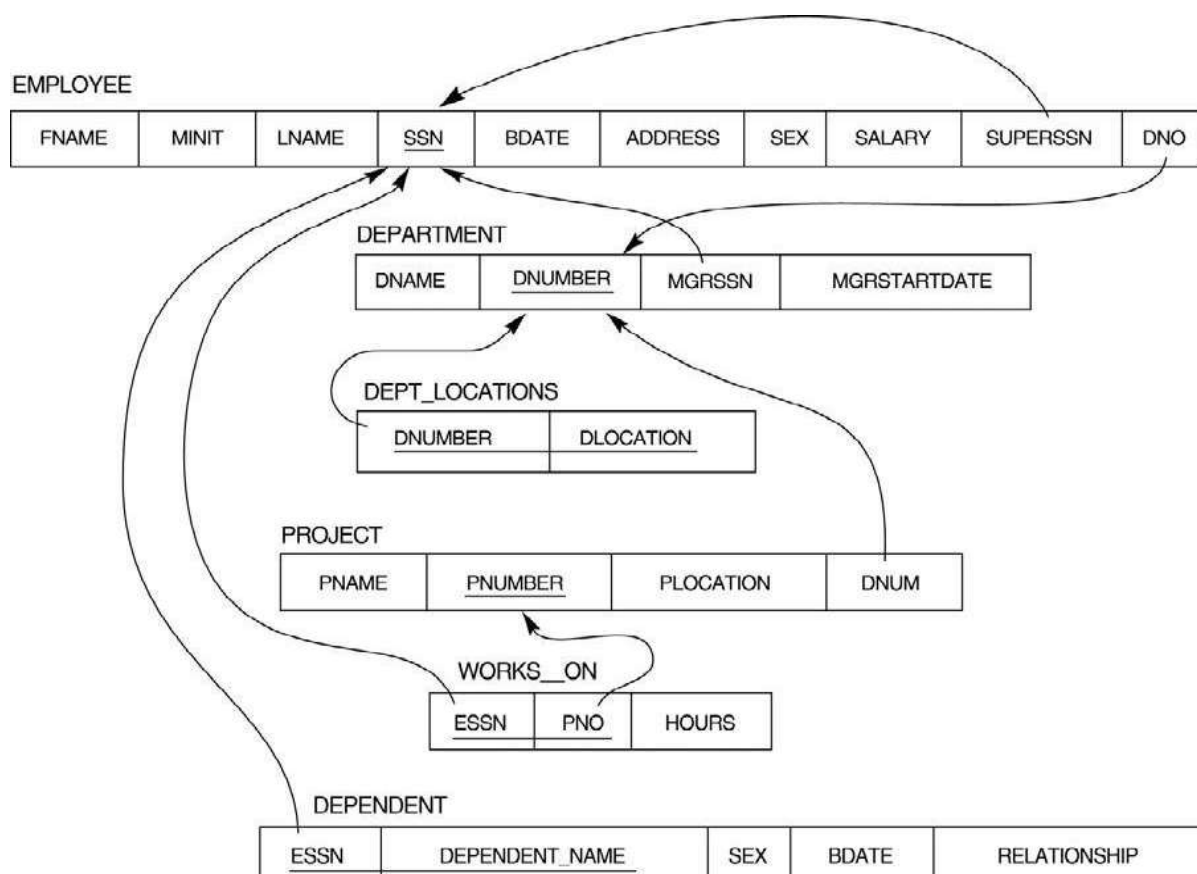 EMPLOYEE
FNAME MINIT LNAME SSN BDATE ADDRESS SEX SALARY SUPERSSN DNO
DEPARTMENT
DNAME DNUMBER MGRSSN MGRSTARTDATE
DEPT_LOCATIONS
DNUMBER DLOCATION
PROJECT
PNAME PNUMBER PLOCATION DNUM
WORKS__ON
ESSN PNO HOURS
DEPENDENT
ESSN DEPENDENT_NAME SEX BDATE RELATIONSHIP